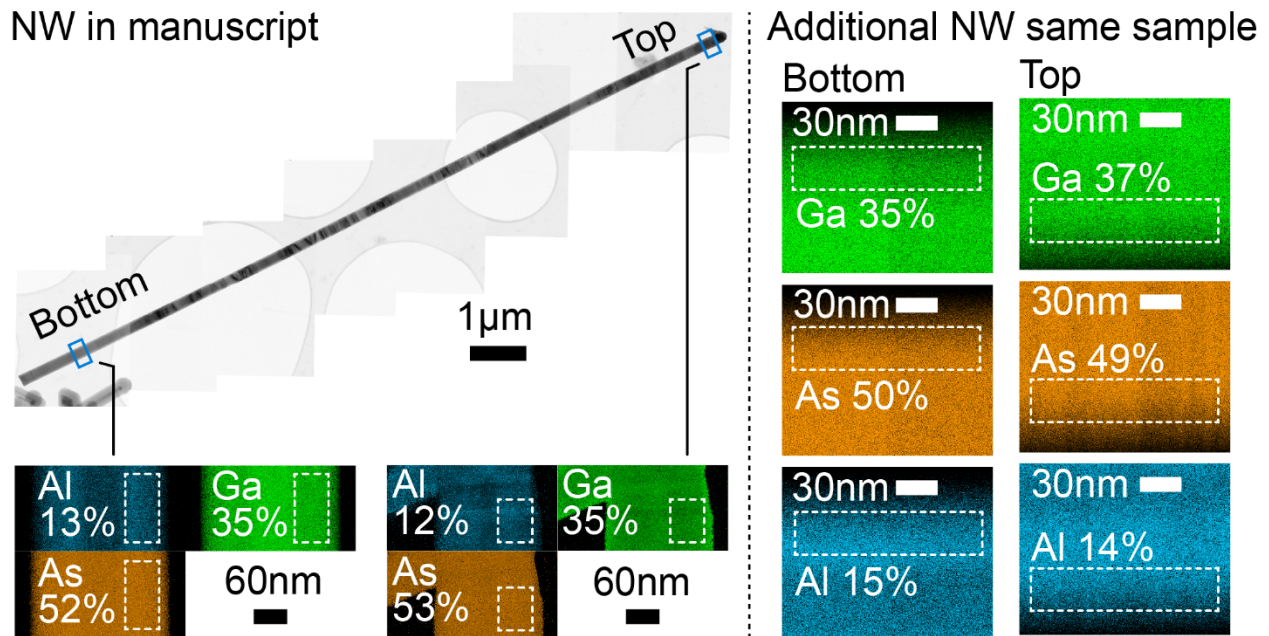 NW in manuscript
Top
Bottom
1µm
Al
13%
Ga
35%
As
52%
60nm
Al
12%
Ga
35%
As
53%
60nm
Additional NW same sample
Bottom
Top
30nm
Ga 35%
30nm
Ga 37%
30nm
As 50%
30nm
As 49%
30nm
Al 15%
30nm
Al 14%